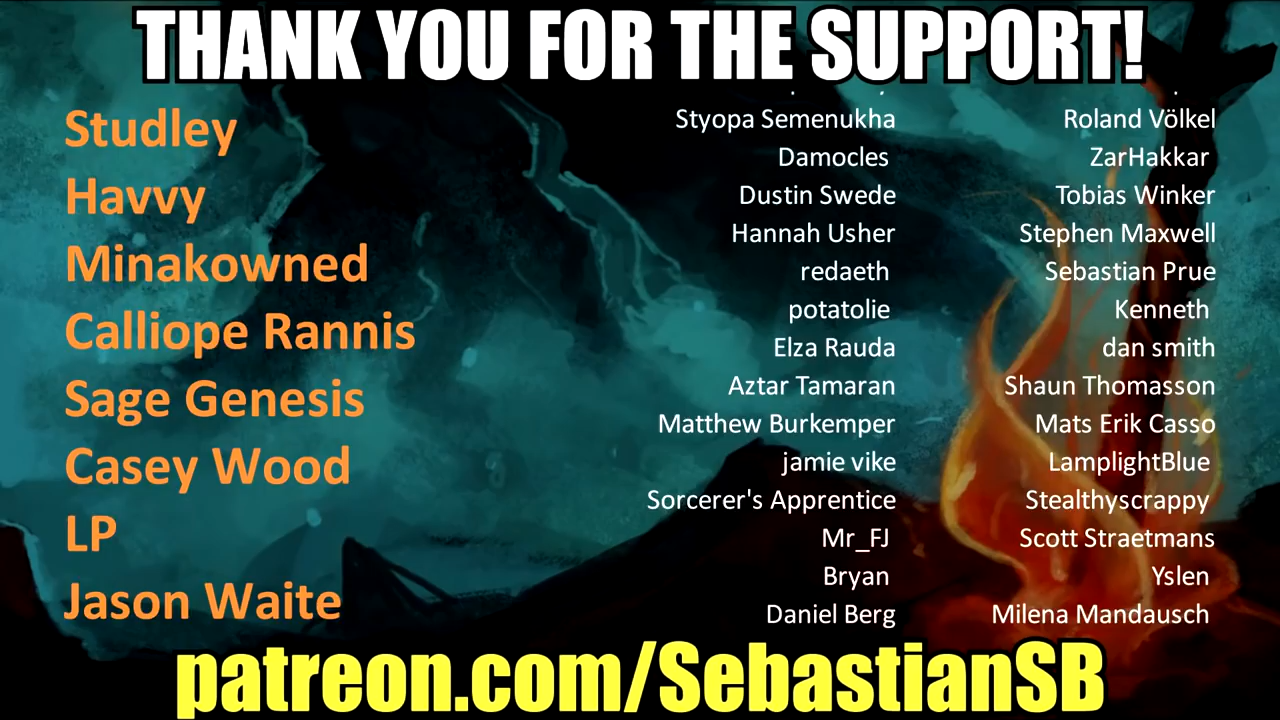 THANK YOU FOR THE SUPPORT!
Studley
Havvy
Minakowned
Calliope Rannis
Sage Genesis
Casey Wood
LP
Jason Waite
Styopa Semenukha
Damocles
Dustin Swede
Hannah Usher
redaeth
potatolie
Elza Rauda
Aztar Tamaran
Matthew Burkemper
jamie vike
Sorcerer's Apprentice
Mr_FJ
Bryan
Daniel Berg
Roland Völkel
ZarHakkar
Tobias Winker
Stephen Maxwell
Sebastian Prue
Kenneth
dan smith
Shaun Thomasson
Mats Erik Casso
LamplightBlue
Stealthyscrappy
Scott Straetmans
Yslen
Milena Mandausch
patreon.com/SebastianSB